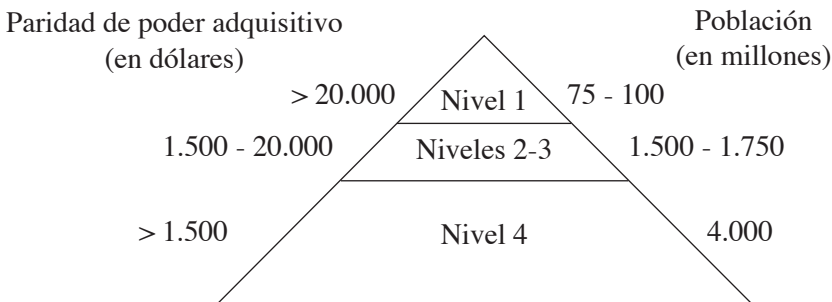 Paridad de poder adquisitivo
(en dólares)
Población
(en millones)
> 20.000
Nivel 1
75 - 100
1.500 - 20.000
Niveles 2-3
1.500 - 1.750
> 1.500
Nivel 4
4.000